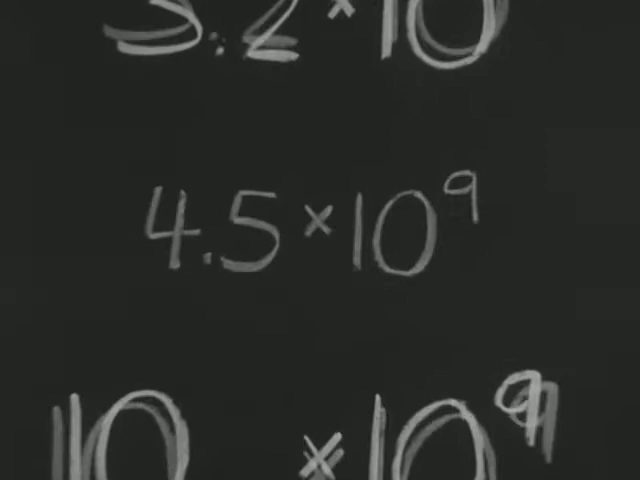 3.2 × 10
4.5 × 10⁹
10 × 10⁹